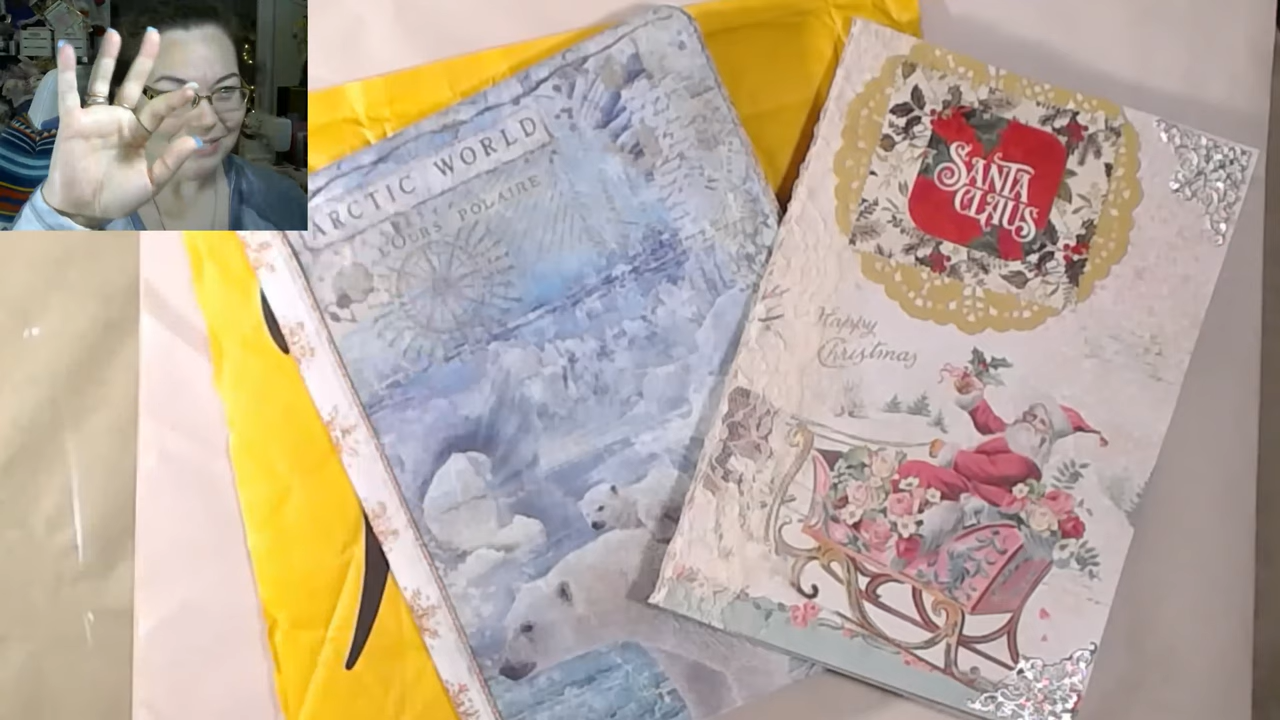 ARCTIC WORLD
OURS POLAIRE
SANTA
CLAUS
Happy
Christmas